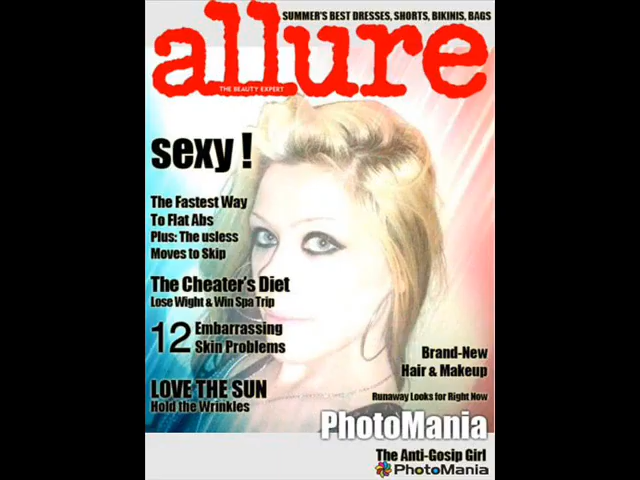 SUMMER'S BEST DRESSES, SHORTS, BIKINIS, BAGS
allure
THE BEAUTY EXPERT
sexy !
The Fastest Way
To Flat Abs
Plus: The usless
Moves to Skip
The Cheater's Diet
Lose Wight & Win Spa Trip
12 Embarrassing
Skin Problems
LOVE THE SUN
Hold the Wrinkles
Brand-New
Hair & Makeup
Runaway Looks for Right Now
PhotoMania
The Anti-Gosip Girl
PhotoMania